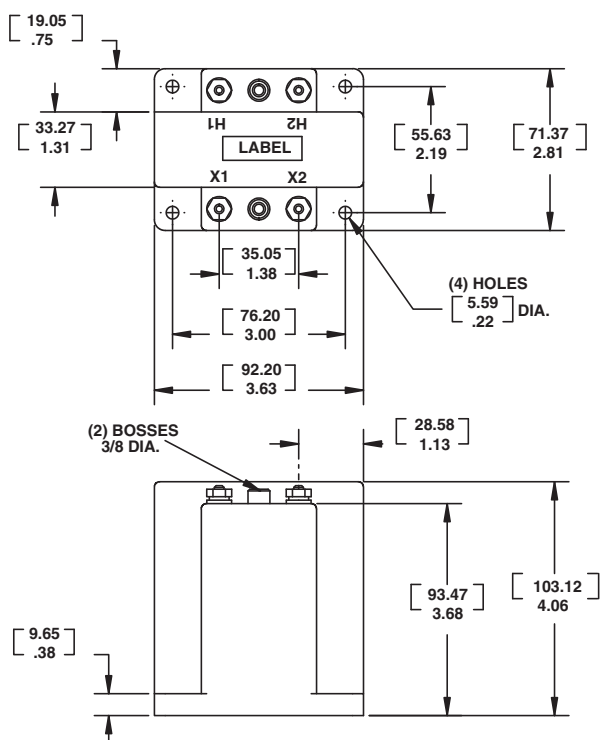 19.05
.75
33.27
1.31
H1
H2
LABEL
X1
X2
55.63
2.19
71.37
2.81
35.05
1.38
(4) HOLES
5.59
.22
DIA.
76.20
3.00
92.20
3.63
(2) BOSSES
3/8 DIA.
28.58
1.13
93.47
3.68
103.12
4.06
9.65
.38